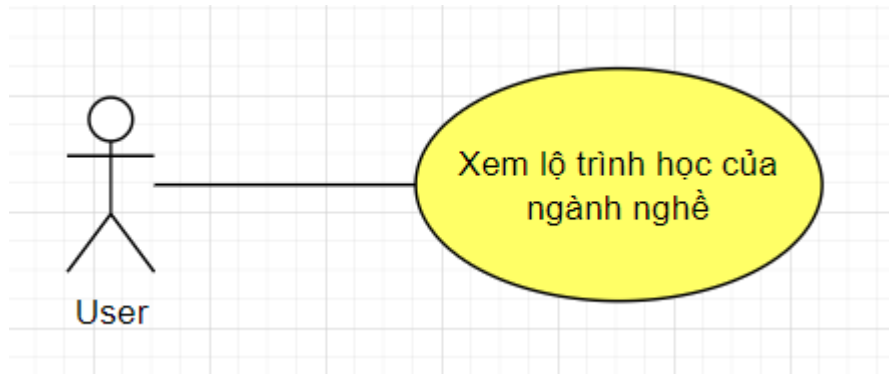 Xem lộ trình học của
ngành nghề
User